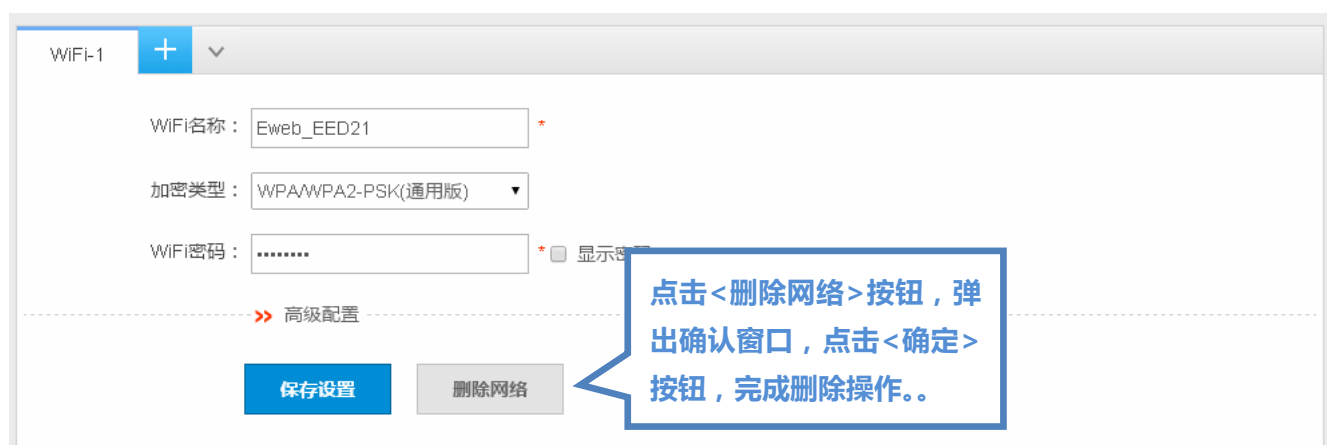 WiFi-1
WiFi名称： Eweb_EED21 *
加密类型： WPA/WPA2-PSK(通用版)
WiFi密码： •••••••• * 显示密
点击<删除网络>按钮，弹
出确认窗口，点击<确定>
按钮，完成删除操作。。
高级配置
保存设置 删除网络